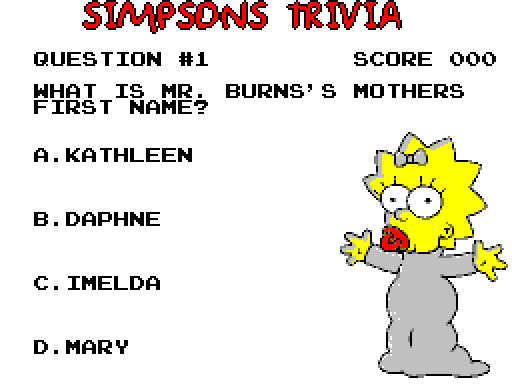 SIMPSONS TRIVIA
QUESTION #1 SCORE 000
WHAT IS MR. BURNS'S MOTHERS
FIRST NAME?
A.KATHLEEN
B.DAPHNE
C.IMELDA
D.MARY